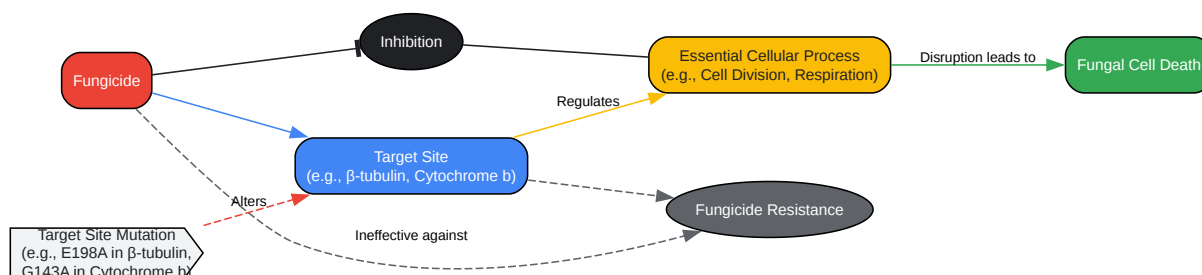 Inhibition
Fungicide
Essential Cellular Process
(e.g., Cell Division, Respiration)
Disruption leads to
Fungal Cell Death
Regulates
Target Site
(e.g., β-tubulin, Cytochrome b)
Alters
Fungicide Resistance
Ineffective against
Target Site Mutation
(e.g., E198A in β-tubulin,
G143A in Cytochrome b)